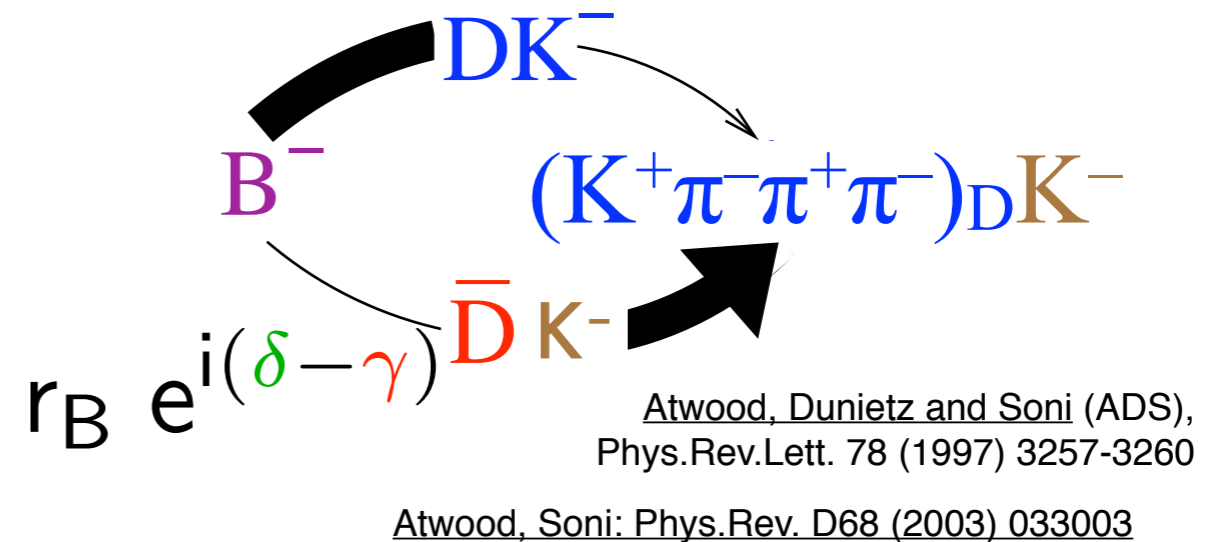 DK⁻
B⁻
(K⁺π⁻π⁺π⁻)DK⁻
D̅ K⁻
rB e^i(δ−γ)
Atwood, Dunietz and Soni (ADS),
Phys.Rev.Lett. 78 (1997) 3257-3260
Atwood, Soni: Phys.Rev. D68 (2003) 033003